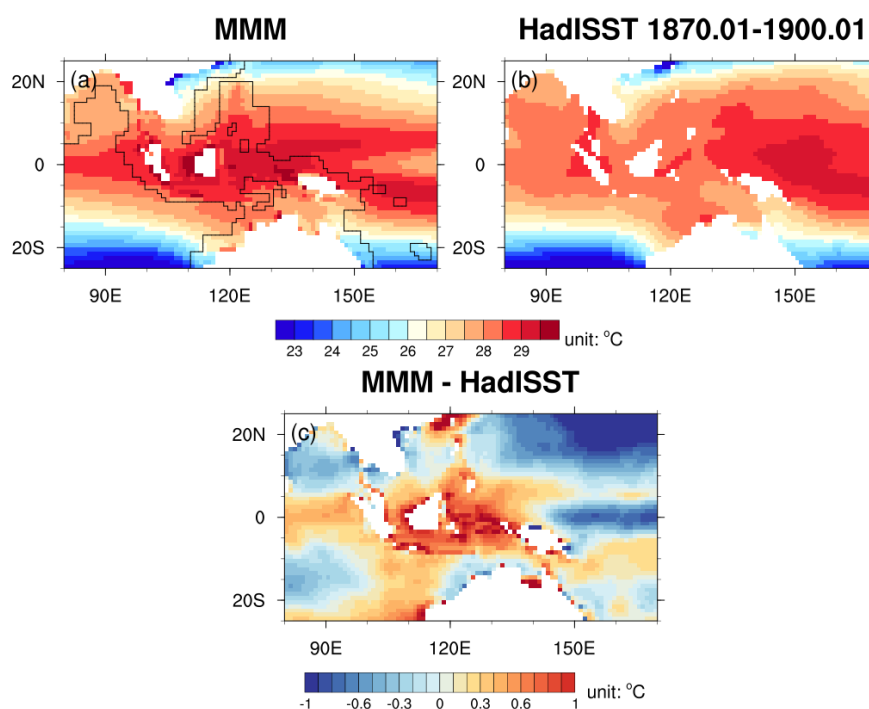 MMM
HadISST 1870.01-1900.01
(a)
(b)
20N
0
20S
20N
0
20S
90E 120E 150E
90E 120E 150E
23 24 25 26 27 28 29
unit: °C
MMM - HadISST
(c)
20N
0
20S
90E 120E 150E
-1 -0.6 -0.3 0 0.3 0.6 1
unit: °C